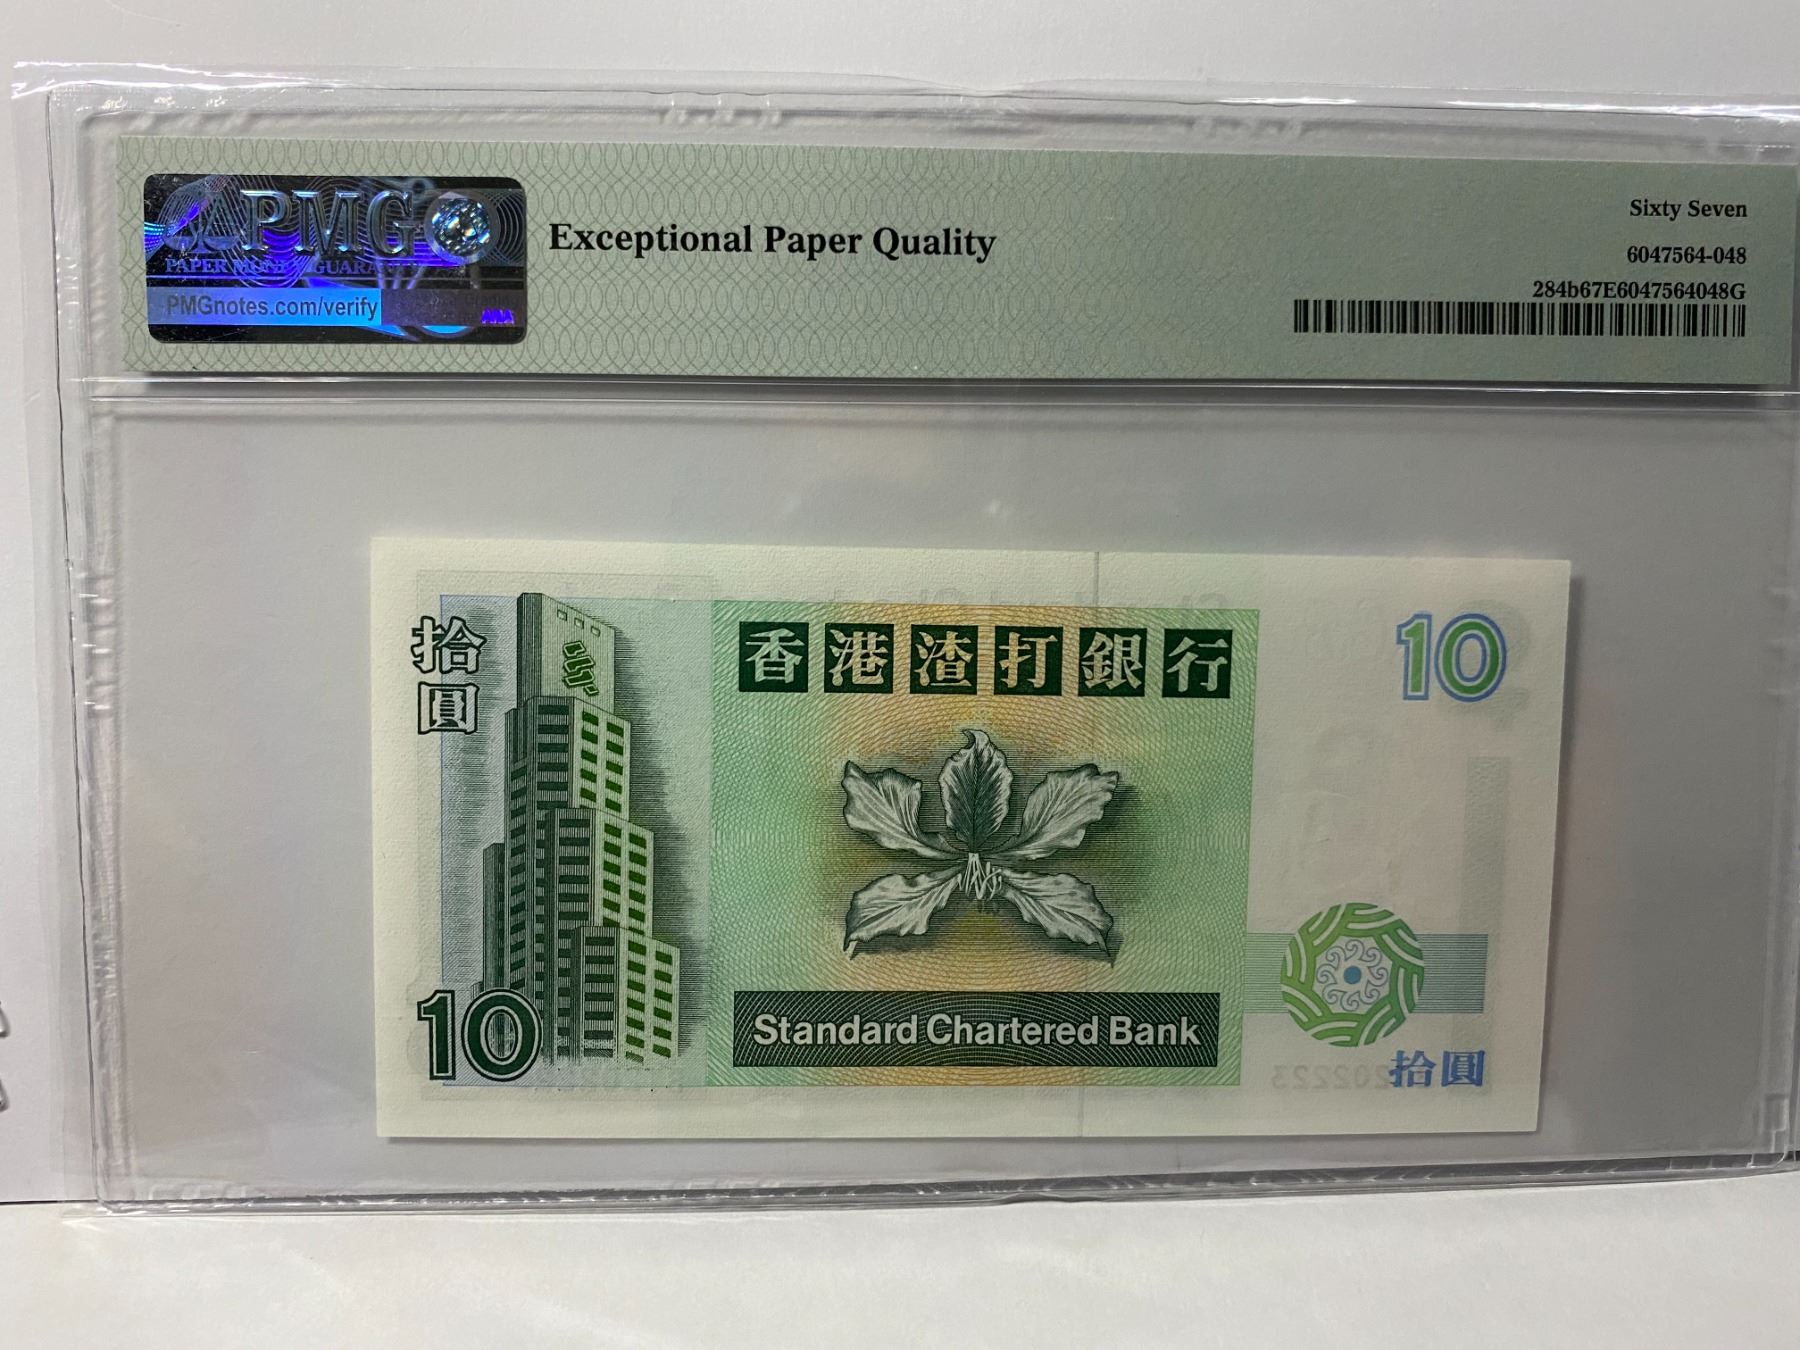 PMG
PAPER MONEY GUARANTY
PMGnotes.com/verify
Exceptional Paper Quality
Sixty Seven
6047564-048
284b67E6047564048G
拾圓
香港渣打銀行
10
10
Standard Chartered Bank
拾圓